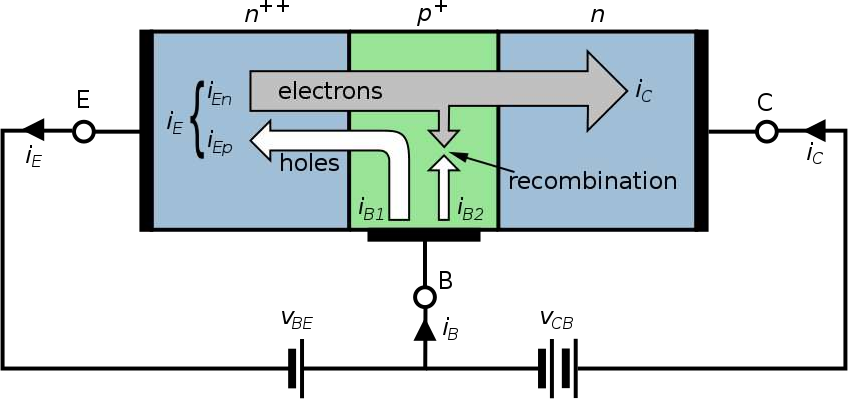 n++ p+ n
E
iE
iE
iEn
iEp
electrons
holes
iC
C
iC
recombination
iB1
iB2
B
iB
vBE
vCB